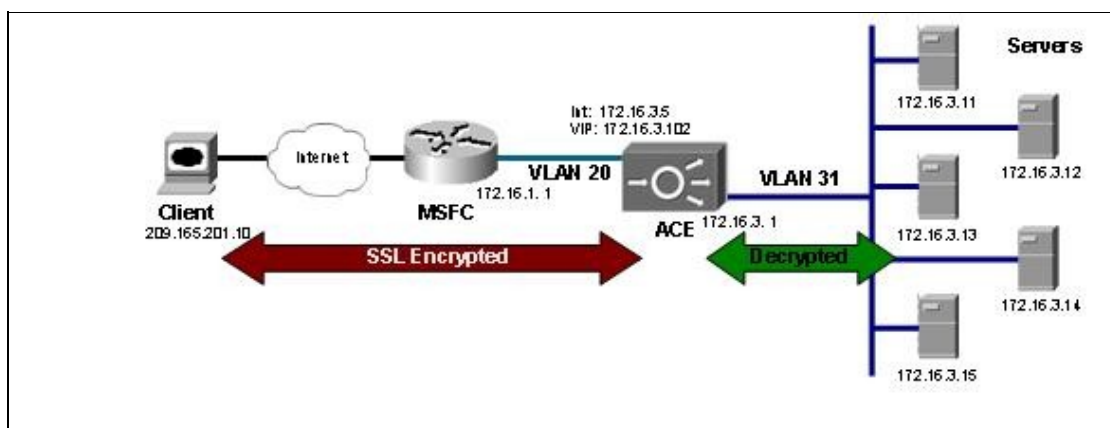 Servers
172.16.3.11
Int: 172.16.3.5
VIP: 172.16.3.102
Internet
VLAN 20
VLAN 31
172.16.3.12
172.16.1. 1
Client
MSFC
ACE
172.16.3. 1
172.16.3.13
209.165.201.10
SSL Encrypted
Decrypted
172.16.3.14
172.16.3.15